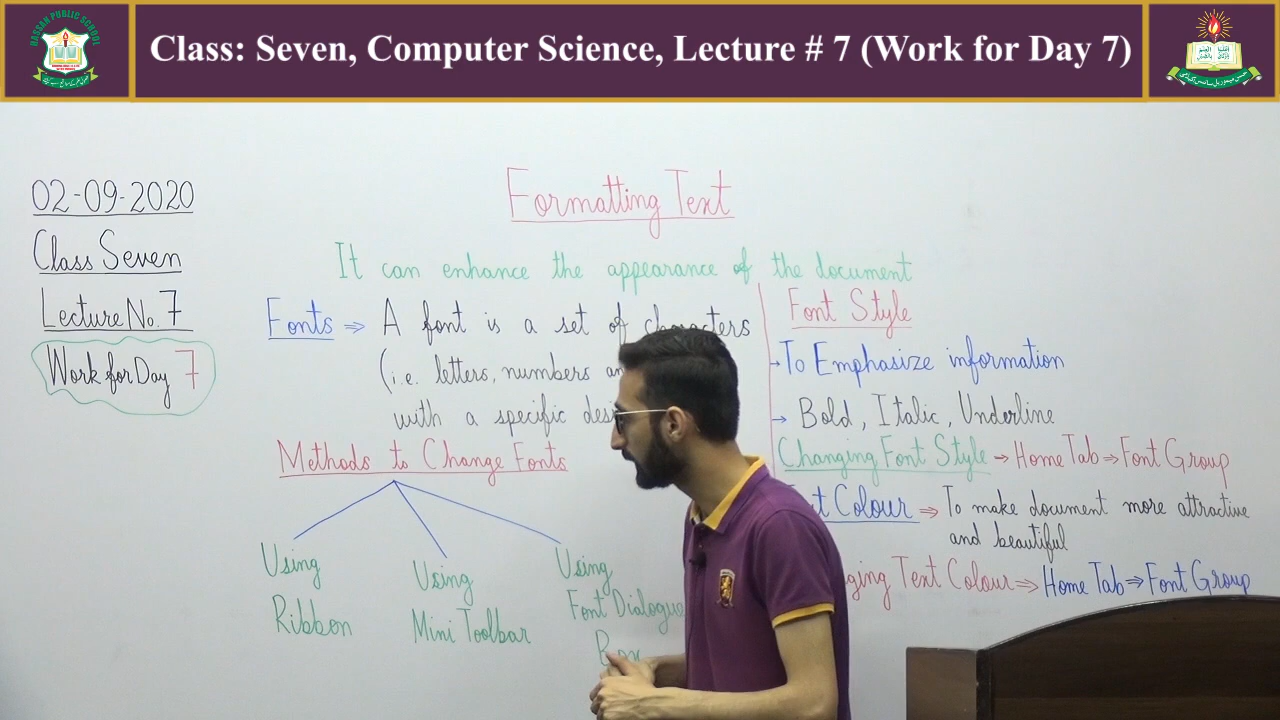 HASSAN PUBLIC SCHOOL
Class: Seven, Computer Science, Lecture # 7 (Work for Day 7)
02-09-2020
Class Seven
Lecture No. 7
Work for Day 7
Formatting Text
It can enhance the appearance of the document
Fonts ⇒ A font is a set of characters
(i.e. letters, numbers
with a specific
Methods to Change Fonts
Using
Ribbon
Using
Mini Toolbar
Using
Font Dialogue
Box
Font Style
→ To Emphasize information
→ Bold, Italic, Underline
Changing Font Style → Home Tab ⇒ Font Group
Colour ⇒ To make document more attractive
and beautiful
Text Colour ⇒ Home Tab ⇒ Font Group